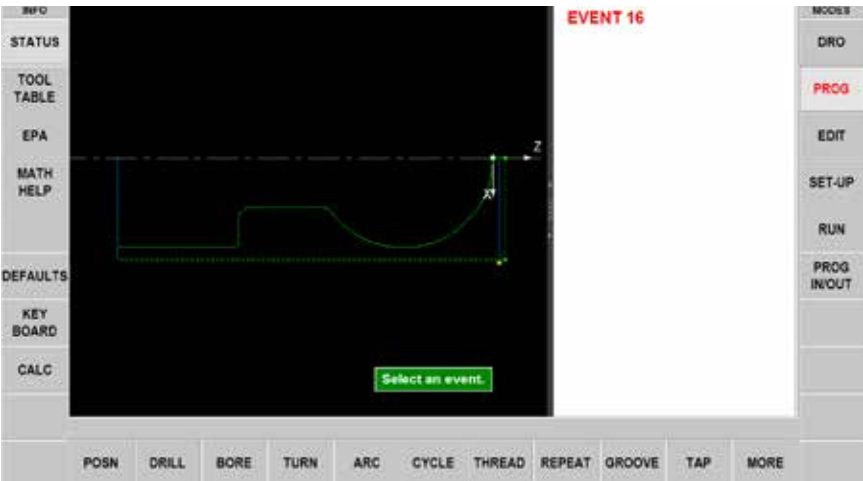 INFO
EVENT 16
MODES
STATUS
DRO
TOOL
TABLE
PROG
EPA
EDIT
Z
MATH
HELP
X
SET-UP
RUN
DEFAULTS
PROG
IN/OUT
KEY
BOARD
CALC
Select an event.
POSN DRILL BORE TURN ARC CYCLE THREAD REPEAT GROOVE TAP MORE